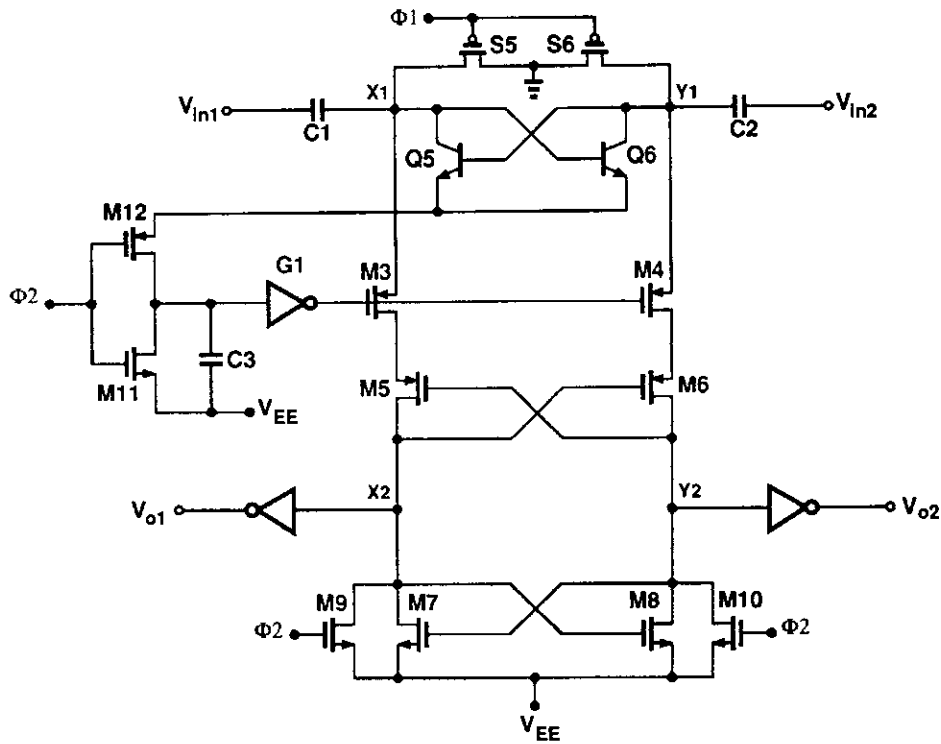 Φ1
S5 S6
X1 Y1
VIn1 C1 C2 VIn2
Q5 Q6
M12
G1 M3 M4
Φ2
C3
M11 M5 M6
VEE
X2 Y2
Vo1 Vo2
M9 M7 M8 M10
Φ2 Φ2
VEE